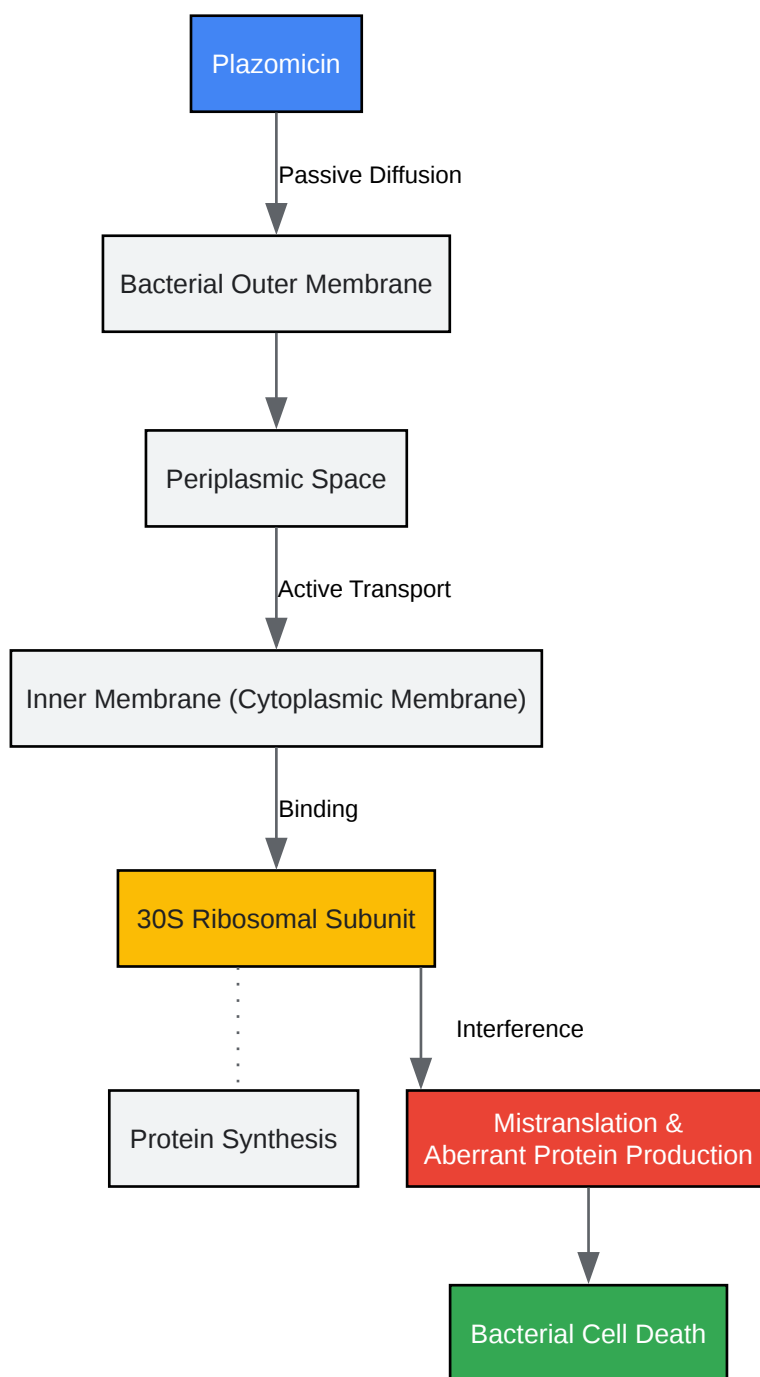 Plazomicin
Passive Diffusion
Bacterial Outer Membrane
Periplasmic Space
Active Transport
Inner Membrane (Cytoplasmic Membrane)
Binding
30S Ribosomal Subunit
Interference
Protein Synthesis
Mistranslation &
Aberrant Protein Production
Bacterial Cell Death